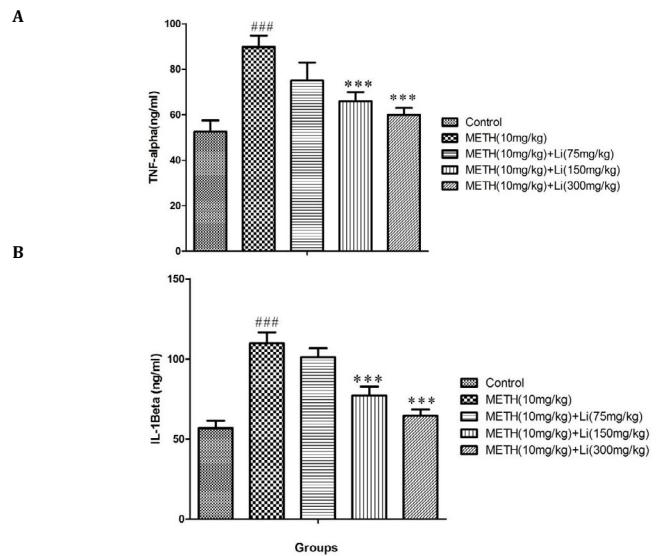 A
###
***
***
TNF-alpha(ng/ml)
100
80
60
40
20
0
Control
METH(10mg/kg)
METH(10mg/kg)+Li(75mg/kg)
METH(10mg/kg)+Li(150mg/kg)
METH(10mg/kg)+Li(300mg/kg)
B
###
***
***
IL-1Beta (ng/ml)
150
100
50
0
Control
METH(10mg/kg)
METH(10mg/kg)+Li(75mg/kg)
METH(10mg/kg)+Li(150mg/kg)
METH(10mg/kg)+Li(300mg/kg)
Groups